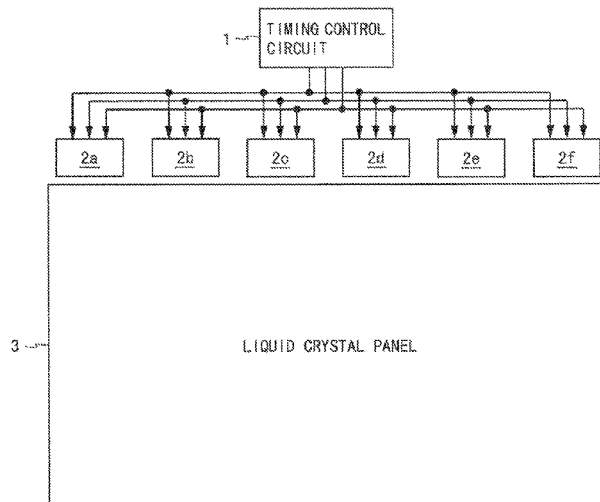 1
TIMING CONTROL
CIRCUIT
2a 2b 2c 2d 2e 2f
3
LIQUID CRYSTAL PANEL